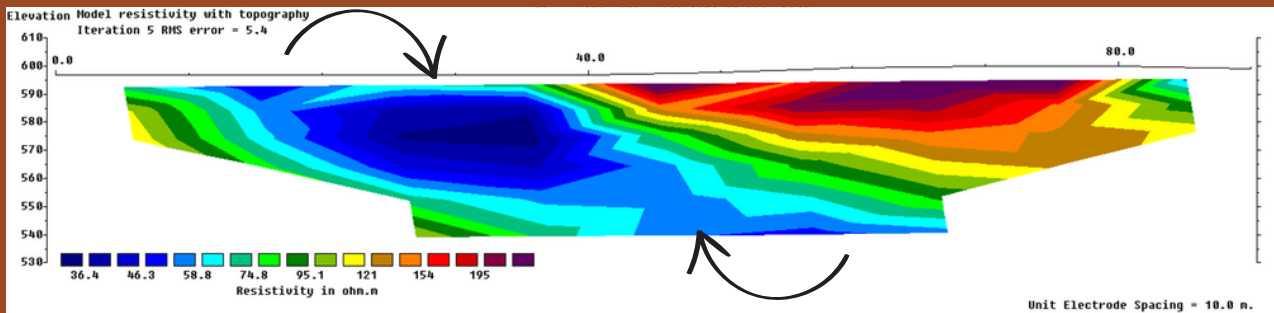 Elevation Model resistivity with topography
Iteration 5 RMS error = 5.4
610
600
590
580
570
560
550
540
530
0.0 40.0 80.0
36.4 46.3 58.8 74.8 95.1 121 154 195
Resistivity in ohm.m
Unit Electrode Spacing = 10.0 m.